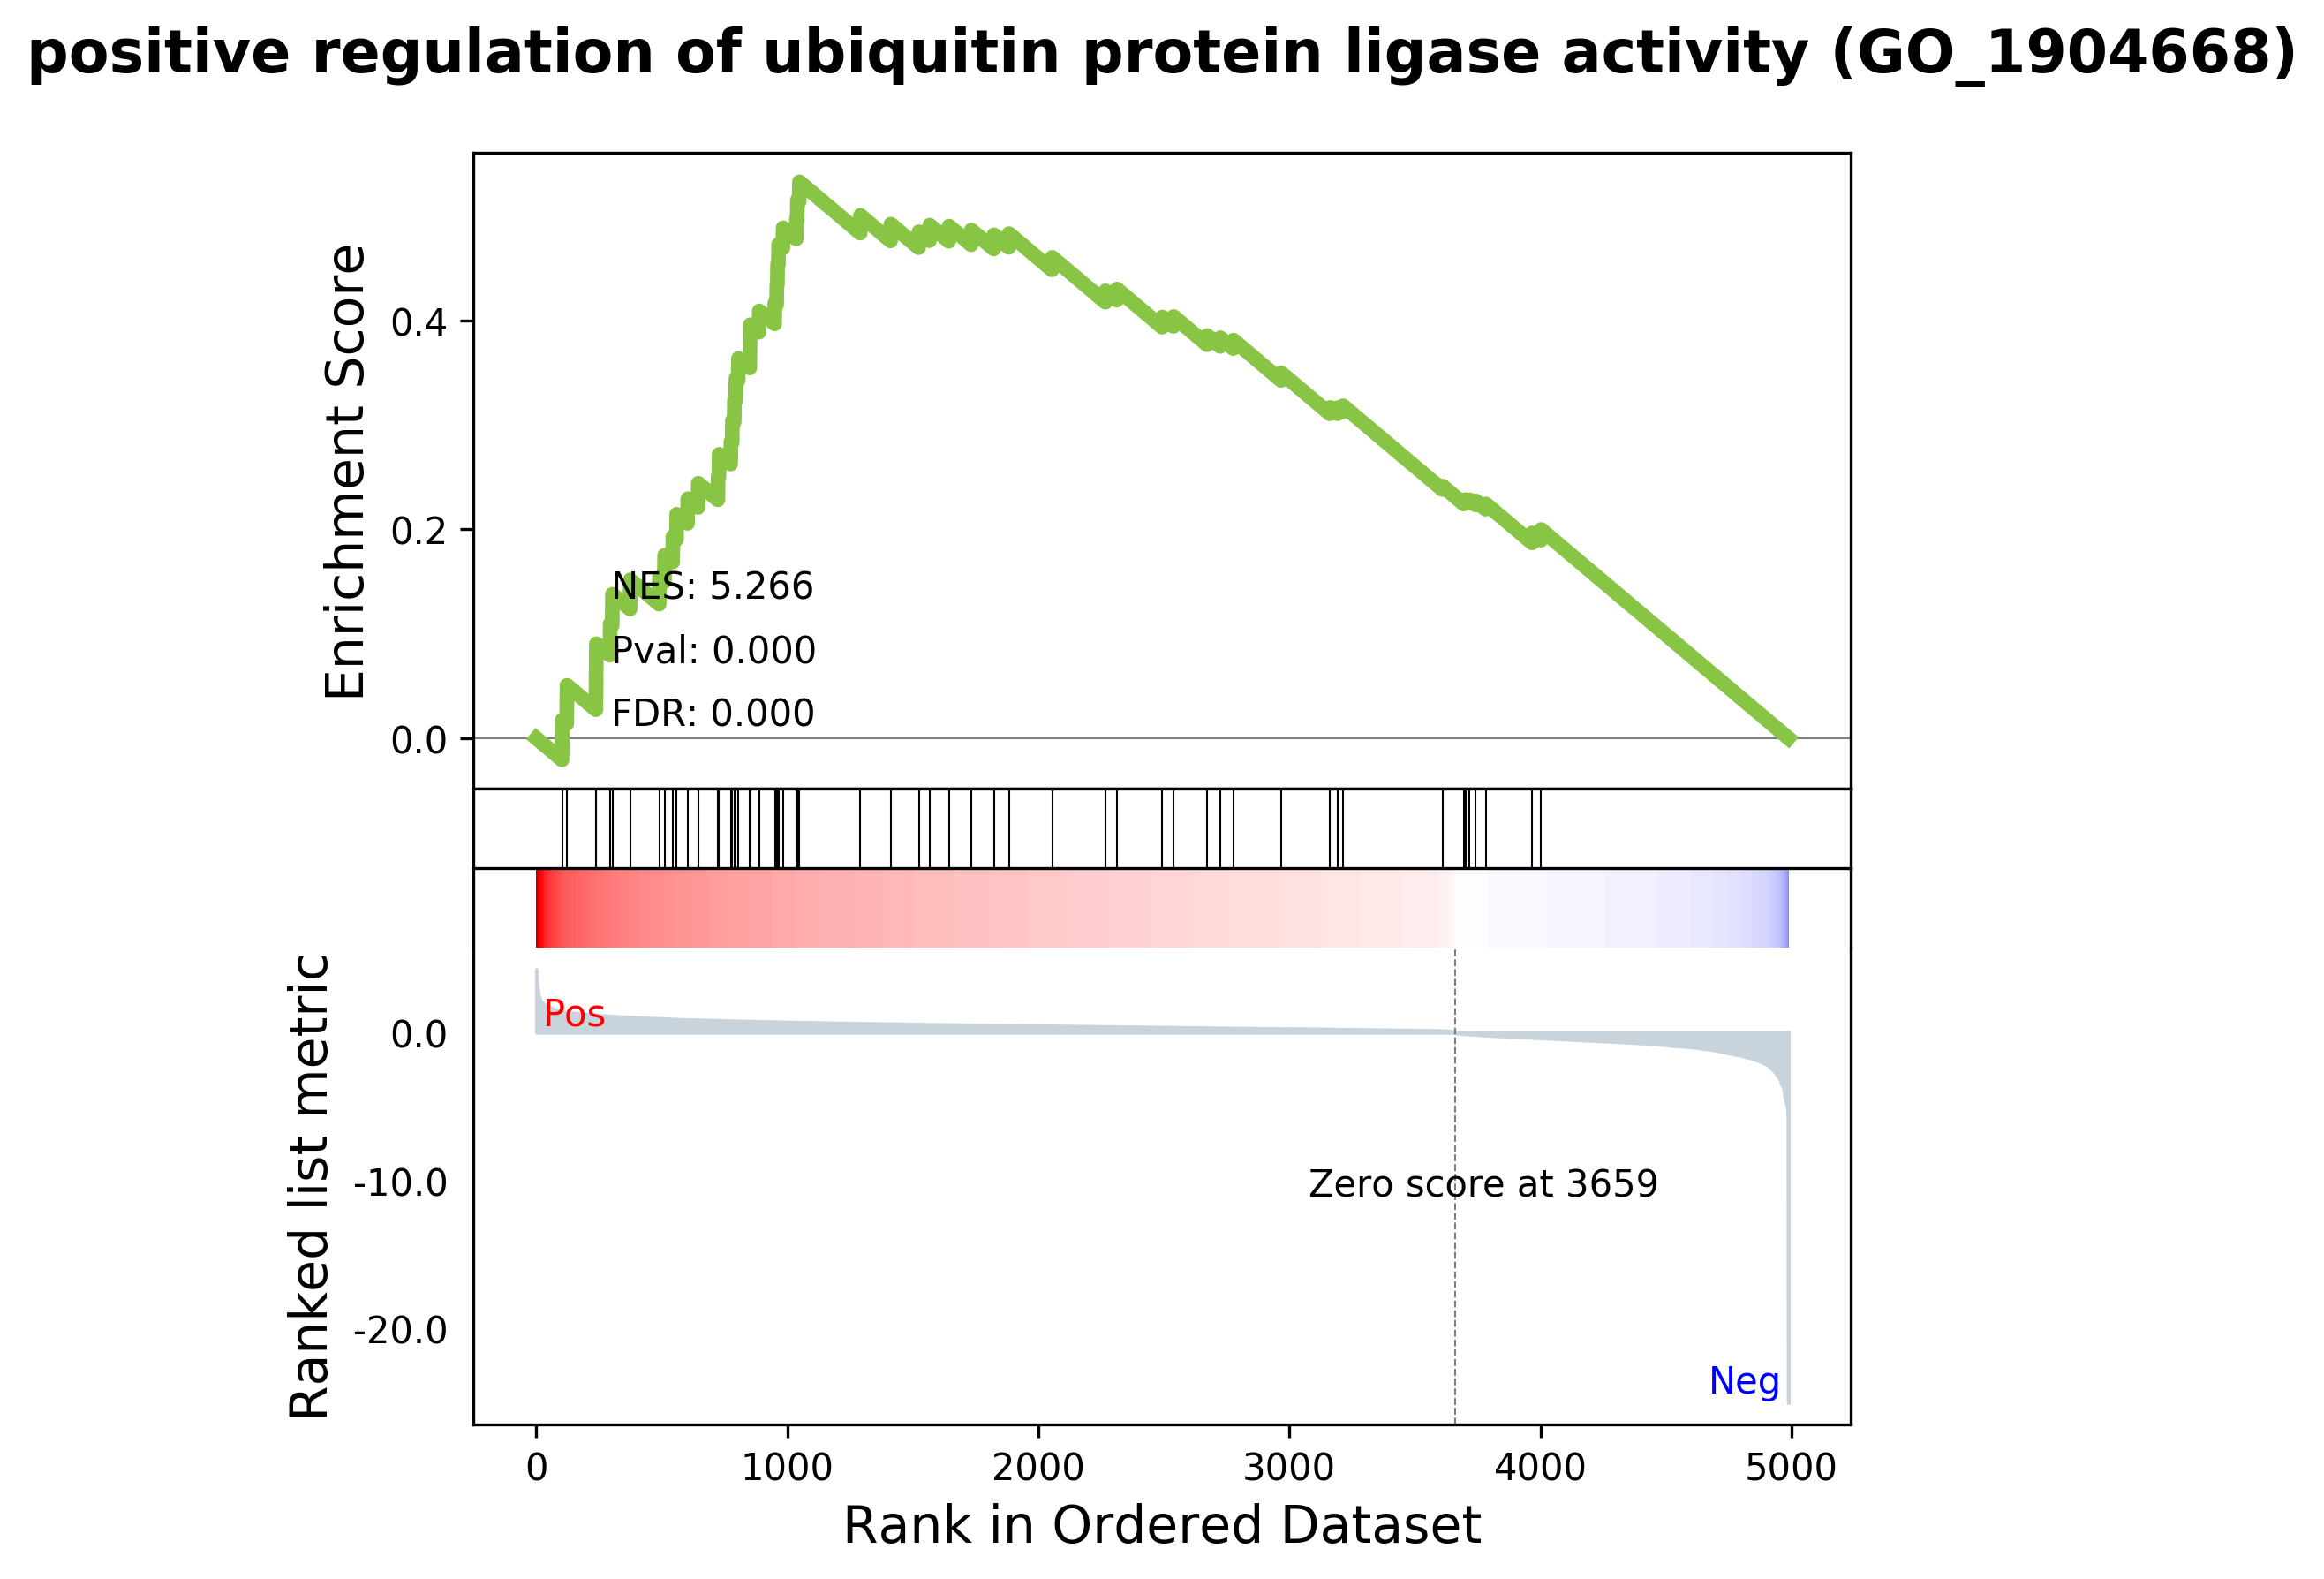 positive regulation of ubiquitin protein ligase activity (GO_1904668)
Enrichment Score
0.4
0.2
0.0
NES: 5.266
Pval: 0.000
FDR: 0.000
Ranked list metric
0.0
-10.0
-20.0
Pos
Zero score at 3659
Neg
0 1000 2000 3000 4000 5000
Rank in Ordered Dataset